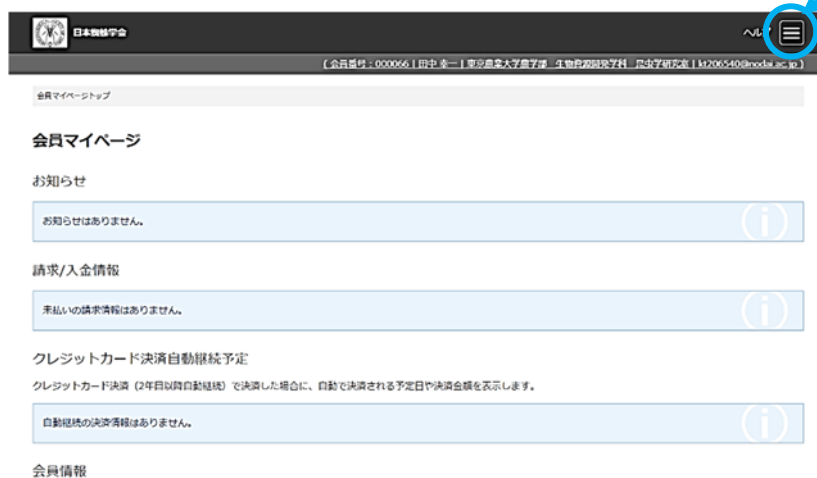 日本蜘蛛学会
ヘルプ
( 会員番号：000066 | 田中 幸一 | 東京農業大学農学部 生物資源開発学科 昆虫学研究室 | kt206540@nodai.ac.jp )
会員マイページトップ
会員マイページ
お知らせ
お知らせはありません。
請求/入金情報
未払いの請求情報はありません。
クレジットカード決済自動継続予定
クレジットカード決済（2年目以降自動継続）で決済した場合に、自動で決済される予定日や決済金額を表示します。
自動継続の決済情報はありません。
会員情報